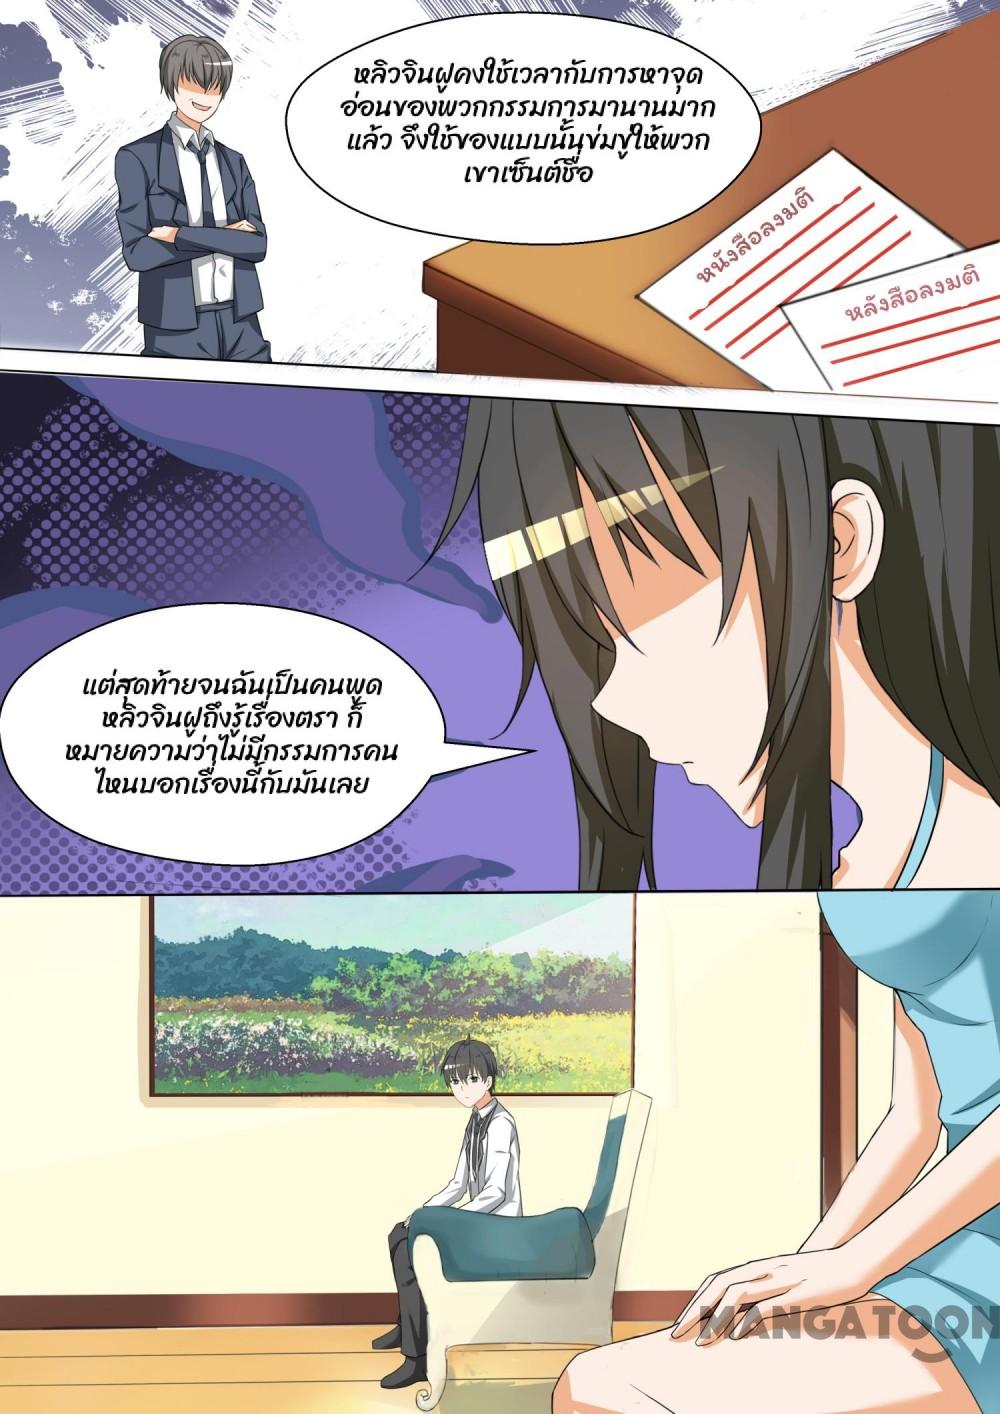 หลิวจินฝูคงใช้เวลากับการหาจุด
อ่อนของพวกกรรมการมานานมาก
แล้ว จึงใช้ของแบบนั้นข่มขู่ให้พวก
เขาเซ็นต์ชื่อ
หนังสือลงมติ
หลังสือลงมติ
แต่สุดท้ายจนฉันเป็นคนพูด
หลิวจินฝูถึงรู้เรื่องตรา ก็
หมายความว่าไม่มีกรรมการคน
ไหนบอกเรื่องนี้กับมันเลย
MANGATOON